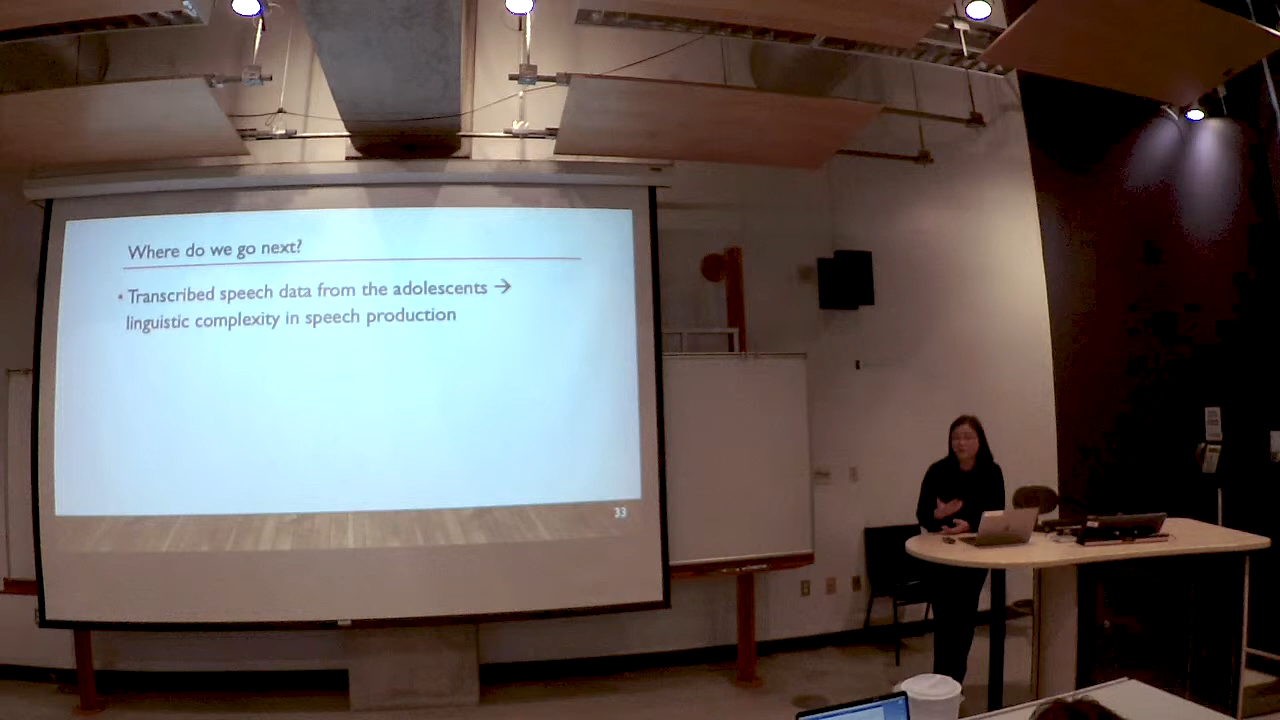 Where do we go next?
• Transcribed speech data from the adolescents →
linguistic complexity in speech production
33